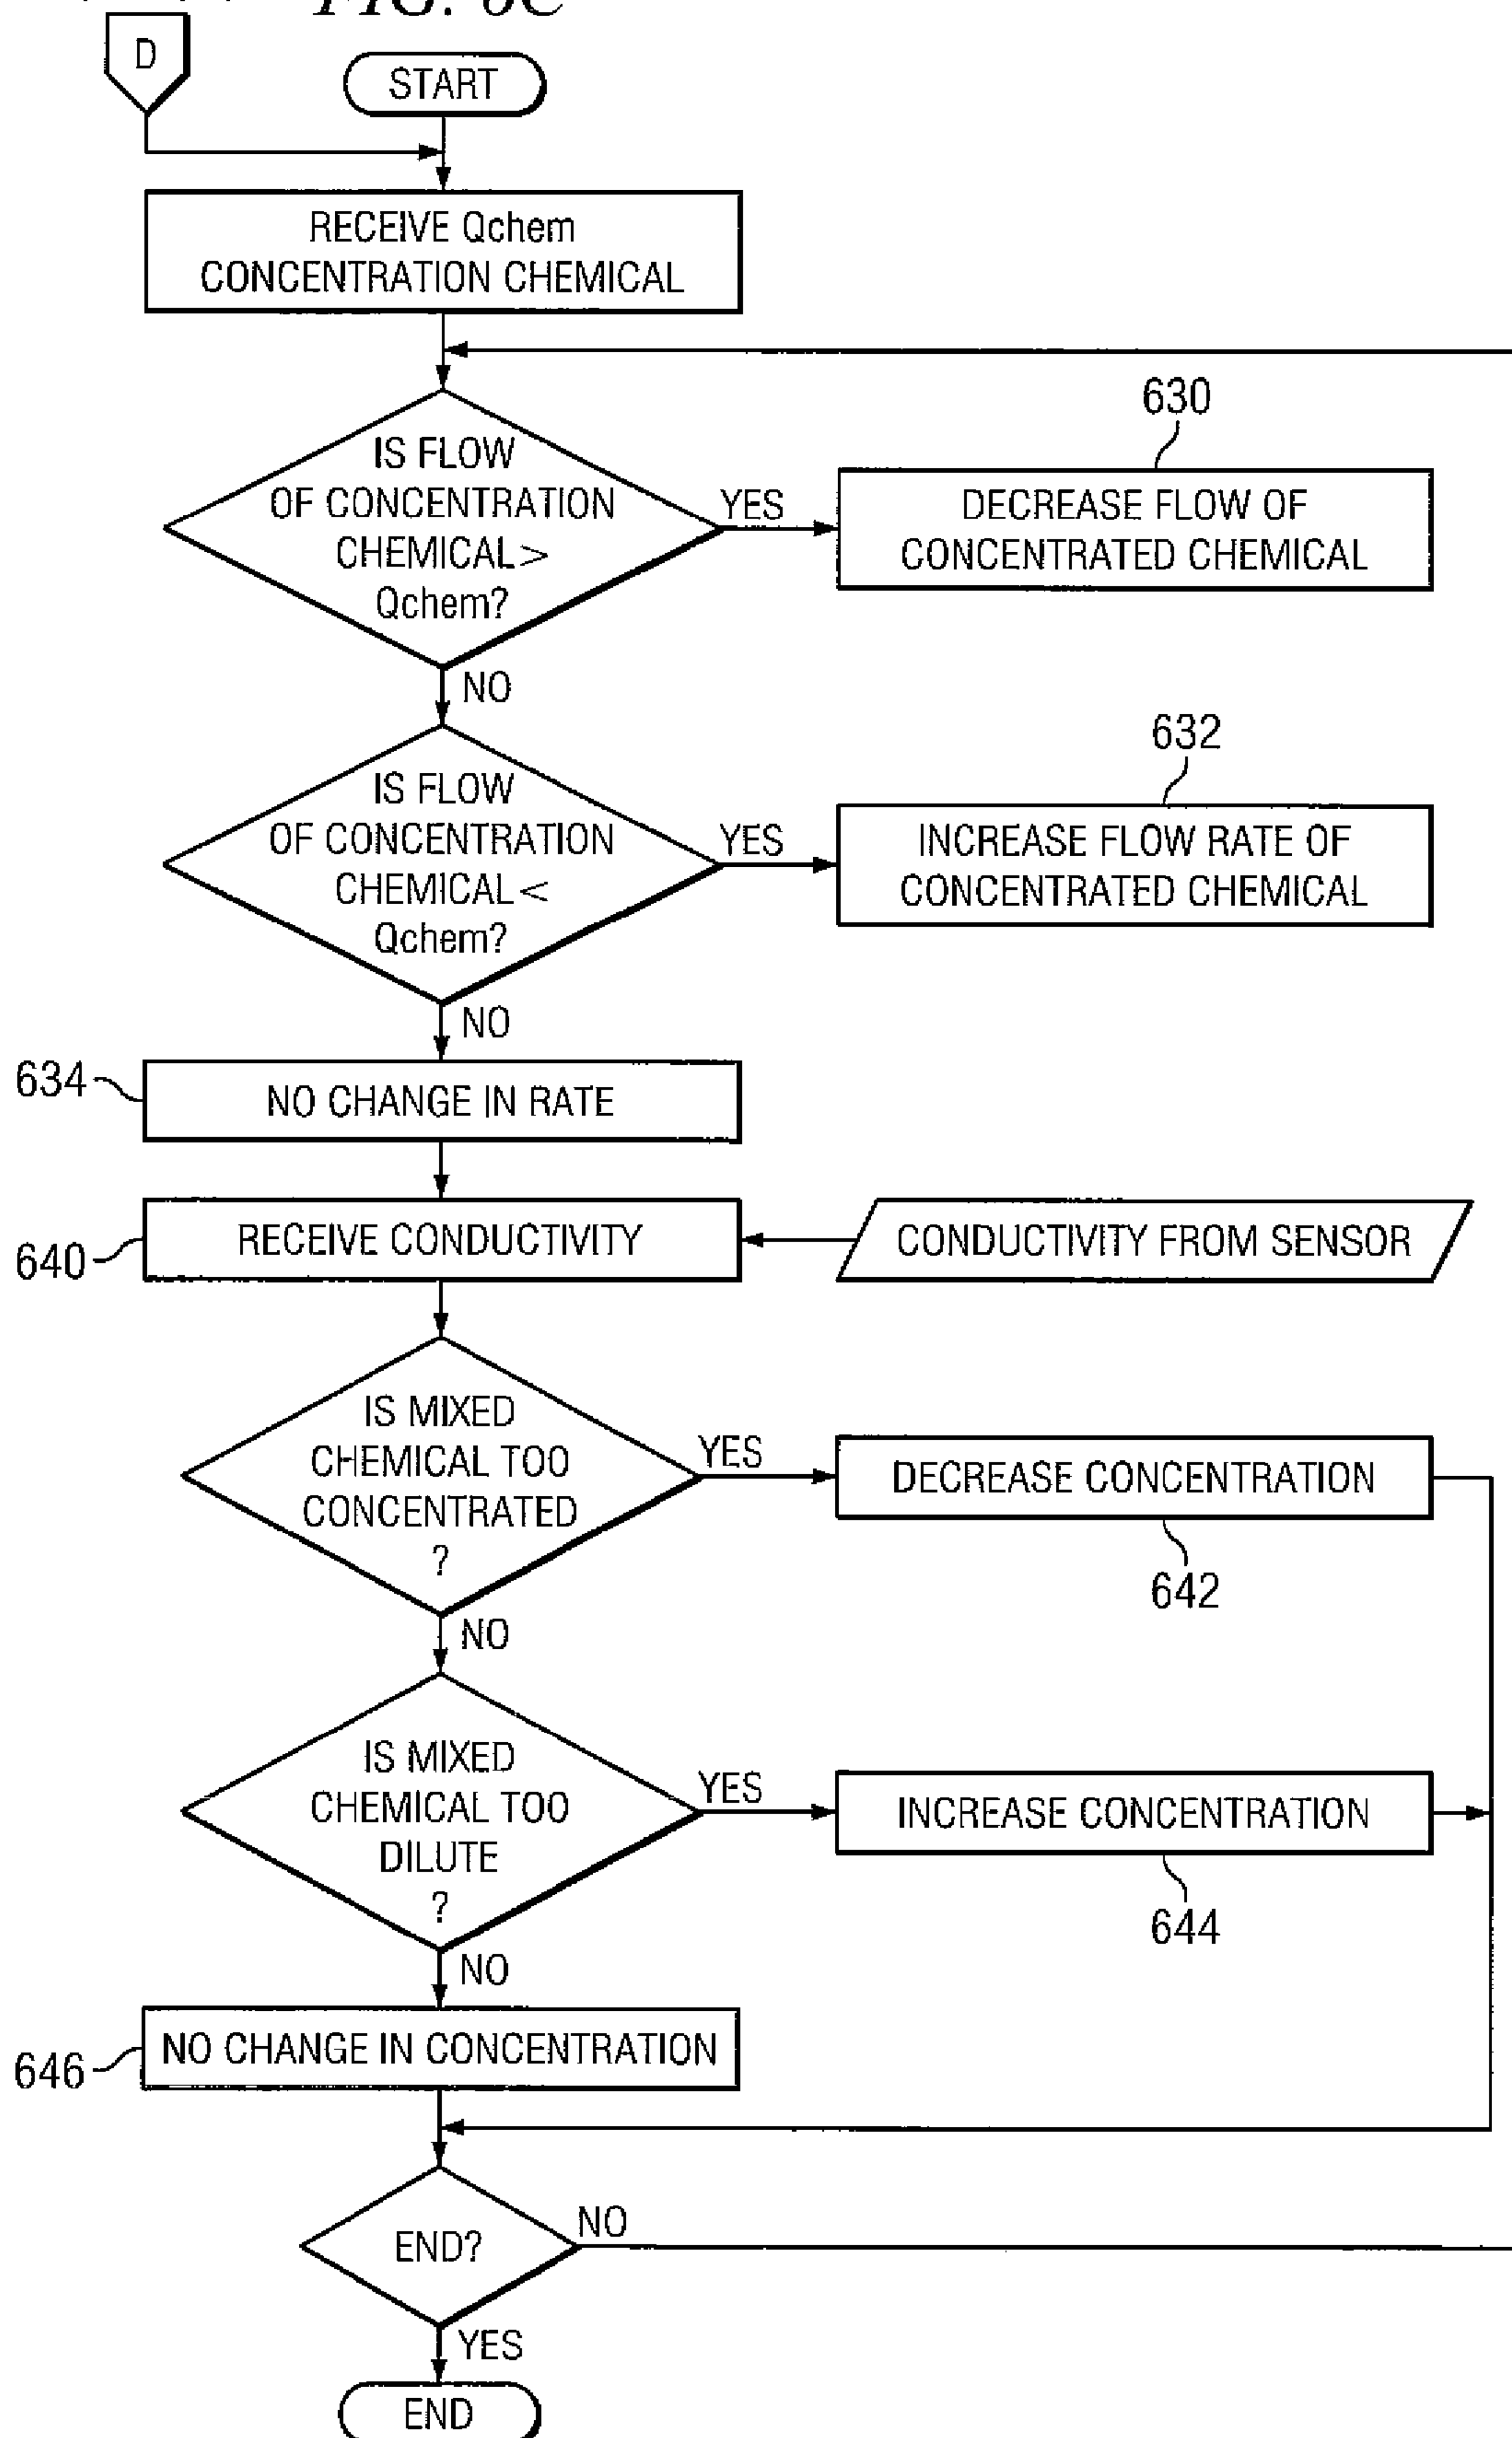 FIG. 6C
D
START
RECEIVE Qchem
CONCENTRATION CHEMICAL
630
IS FLOW
OF CONCENTRATION
CHEMICAL >
Qchem?
YES
DECREASE FLOW OF
CONCENTRATED CHEMICAL
NO
632
IS FLOW
OF CONCENTRATION
CHEMICAL <
Qchem?
YES
INCREASE FLOW RATE OF
CONCENTRATED CHEMICAL
NO
634
NO CHANGE IN RATE
640
RECEIVE CONDUCTIVITY
CONDUCTIVITY FROM SENSOR
IS MIXED
CHEMICAL TOO
CONCENTRATED
?
YES
DECREASE CONCENTRATION
642
NO
IS MIXED
CHEMICAL TOO
DILUTE
?
YES
INCREASE CONCENTRATION
644
NO
646
NO CHANGE IN CONCENTRATION
END?
NO
YES
END